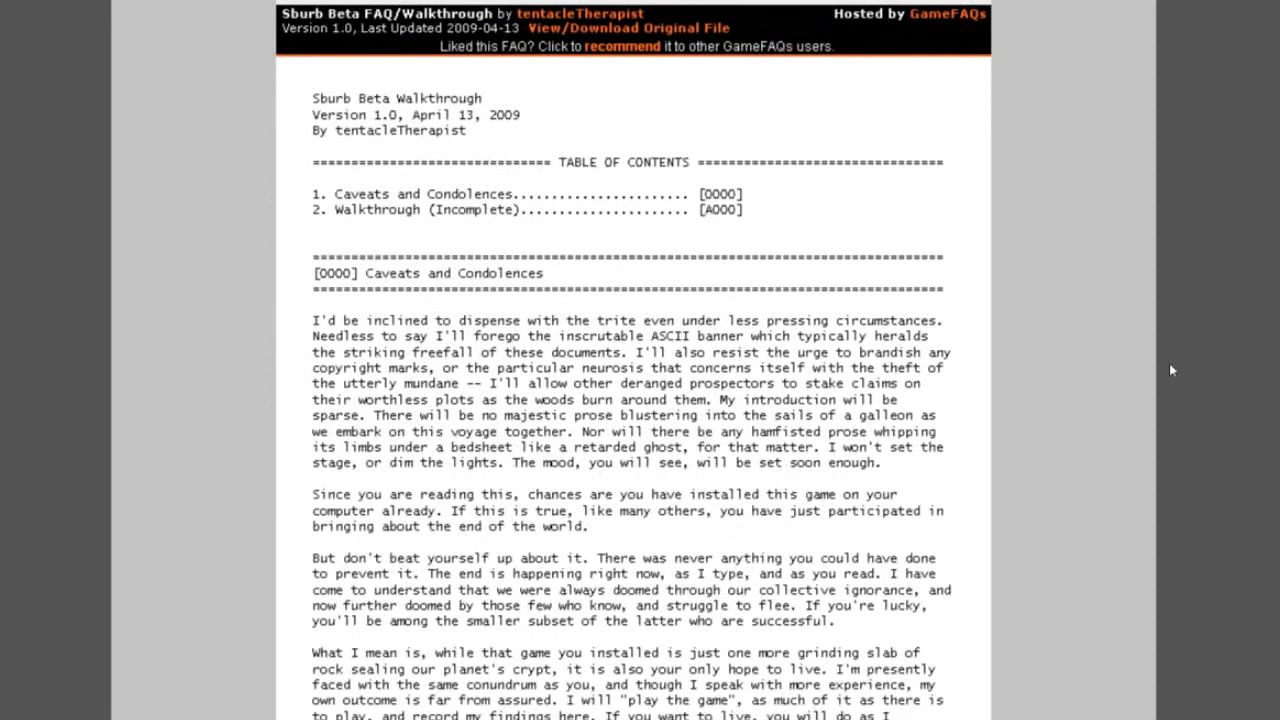 Sburb Beta FAQ/Walkthrough by tentacleTherapist Hosted by GameFAQs
Version 1.0, Last Updated 2009-04-13 View/Download Original File
Liked this FAQ? Click to recommend it to other GameFAQs users.
Sburb Beta Walkthrough
Version 1.0, April 13, 2009
By tentacleTherapist
=============================== TABLE OF CONTENTS ================================
1. Caveats and Condolences....................... [0000]
2. Walkthrough (Incomplete)...................... [A000]
==================================================================================
[0000] Caveats and Condolences
==================================================================================
I'd be inclined to dispense with the trite even under less pressing circumstances.
Needless to say I'll forego the inscrutable ASCII banner which typically heralds
the striking freefall of these documents. I'll also resist the urge to brandish any
copyright marks, or the particular neurosis that concerns itself with the theft of
the utterly mundane -- I'll allow other deranged prospectors to stake claims on
their worthless plots as the woods burn around them. My introduction will be
sparse. There will be no majestic prose blustering into the sails of a galleon as
we embark on this voyage together. Nor will there be any hamfisted prose whipping
its limbs under a bedsheet like a retarded ghost, for that matter. I won't set the
stage, or dim the lights. The mood, you will see, will be set soon enough.
Since you are reading this, chances are you have installed this game on your
computer already. If this is true, like many others, you have just participated in
bringing about the end of the world.
But don't beat yourself up about it. There was never anything you could have done
to prevent it. The end is happening right now, as I type, and as you read. I have
come to understand that we were always doomed through our collective ignorance, and
now further doomed by those few who know, and struggle to flee. If you're lucky,
you'll be among the smaller subset of the latter who are successful.
What I mean is, while that game you installed is just one more grinding slab of
rock sealing our planet's crypt, it is also your only hope to live. I'm presently
faced with the same conundrum as you, and though I speak with more experience, my
own outcome is far from assured. I will "play the game", as much of it as there is
to play, and record my findings here. If you want to live, you will do as I